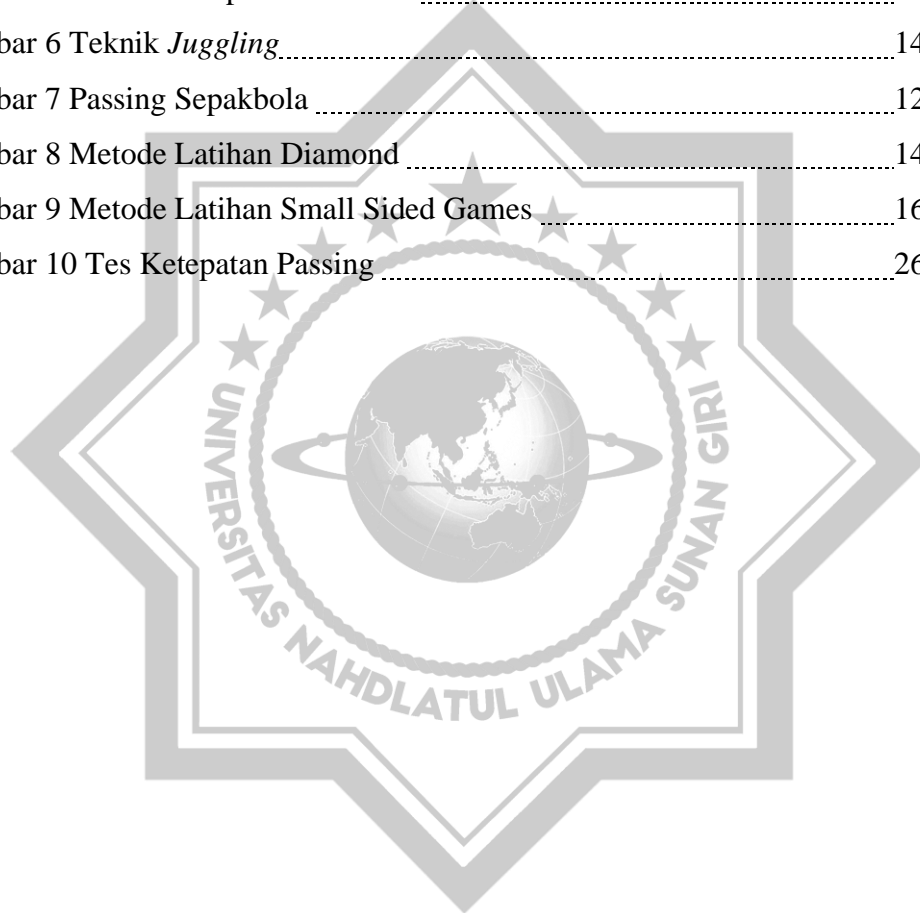 bar 6 Teknik Juggling 14
bar 7 Passing Sepakbola 12
bar 8 Metode Latihan Diamond 14
bar 9 Metode Latihan Small Sided Games 16
bar 10 Tes Ketepatan Passing 26
UNIVERSITAS NAHDLATUL ULAMA SUNAN GIRI